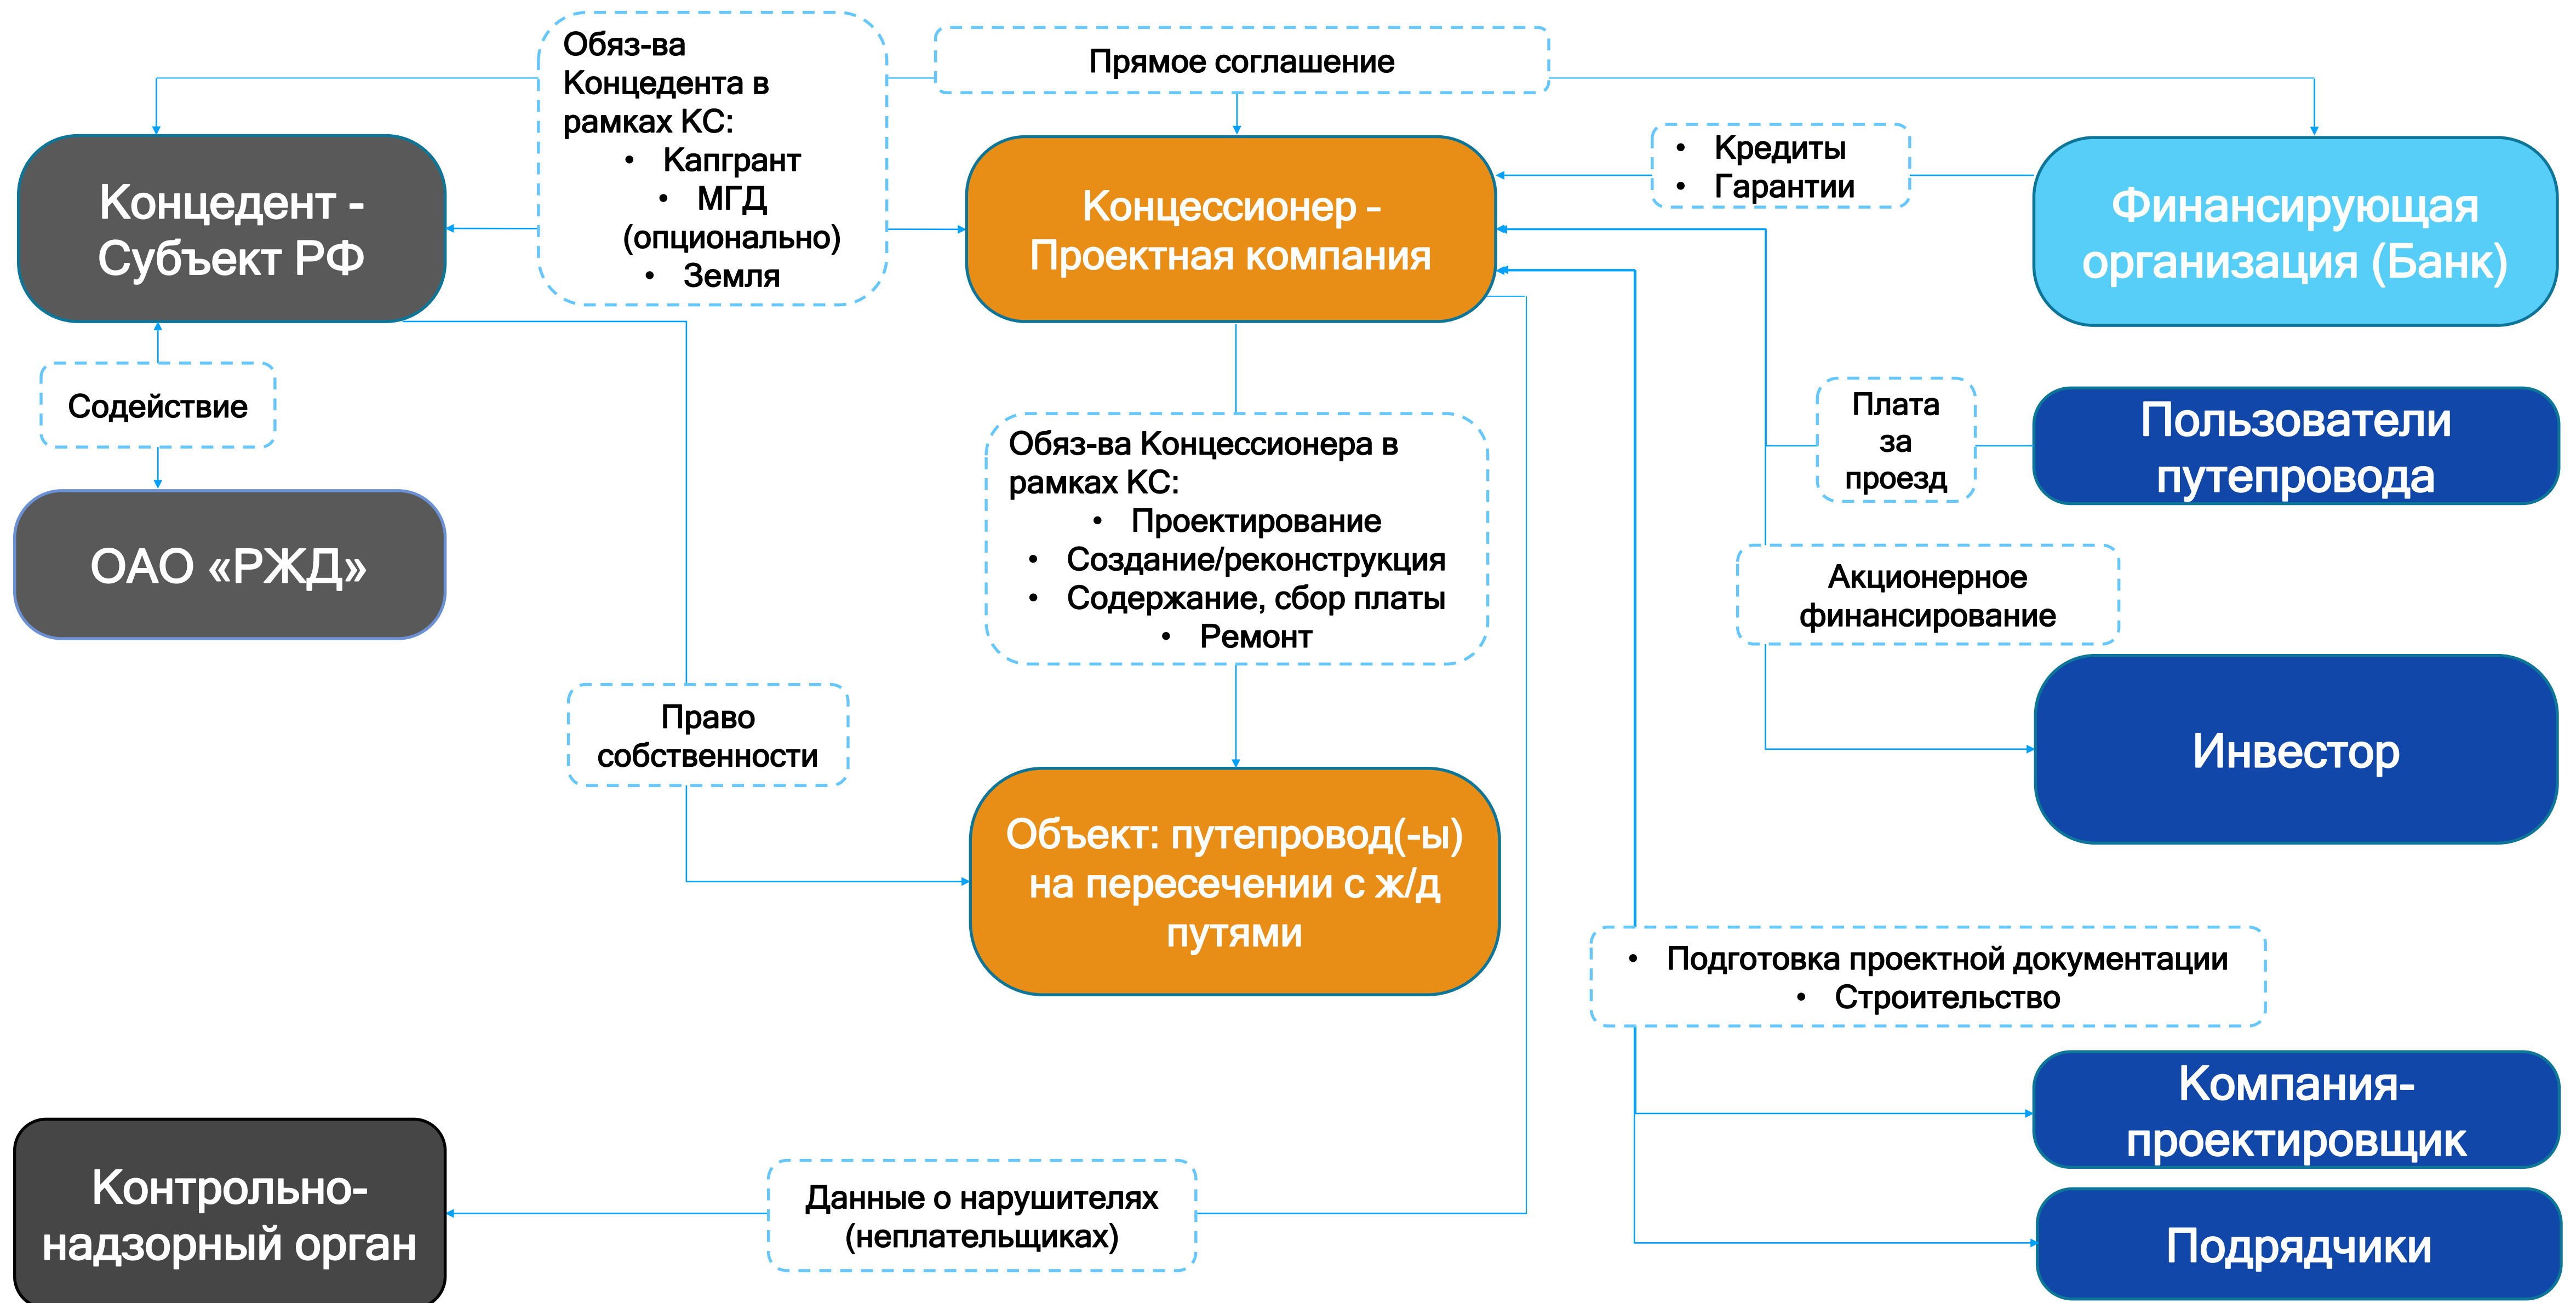 Обяз-ва
Концедента в
рамках КС:
• Капгрант
• МГД
(опционально)
• Земля
Прямое соглашение
Концедент -
Субъект РФ
Концессионер -
Проектная компания
• Кредиты
• Гарантии
Финансирующая
организация (Банк)
Содействие
Плата
за
проезд
Пользователи
путепровода
ОАО «РЖД»
Обяз-ва Концессионера в
рамках КС:
• Проектирование
• Создание/реконструкция
• Содержание, сбор платы
• Ремонт
Акционерное
финансирование
Право
собственности
Инвестор
Объект: путепровод(-ы)
на пересечении с ж/д
путями
• Подготовка проектной документации
• Строительство
Компания-
проектировщик
Контрольно-
надзорный орган
Данные о нарушителях
(неплательщиках)
Подрядчики